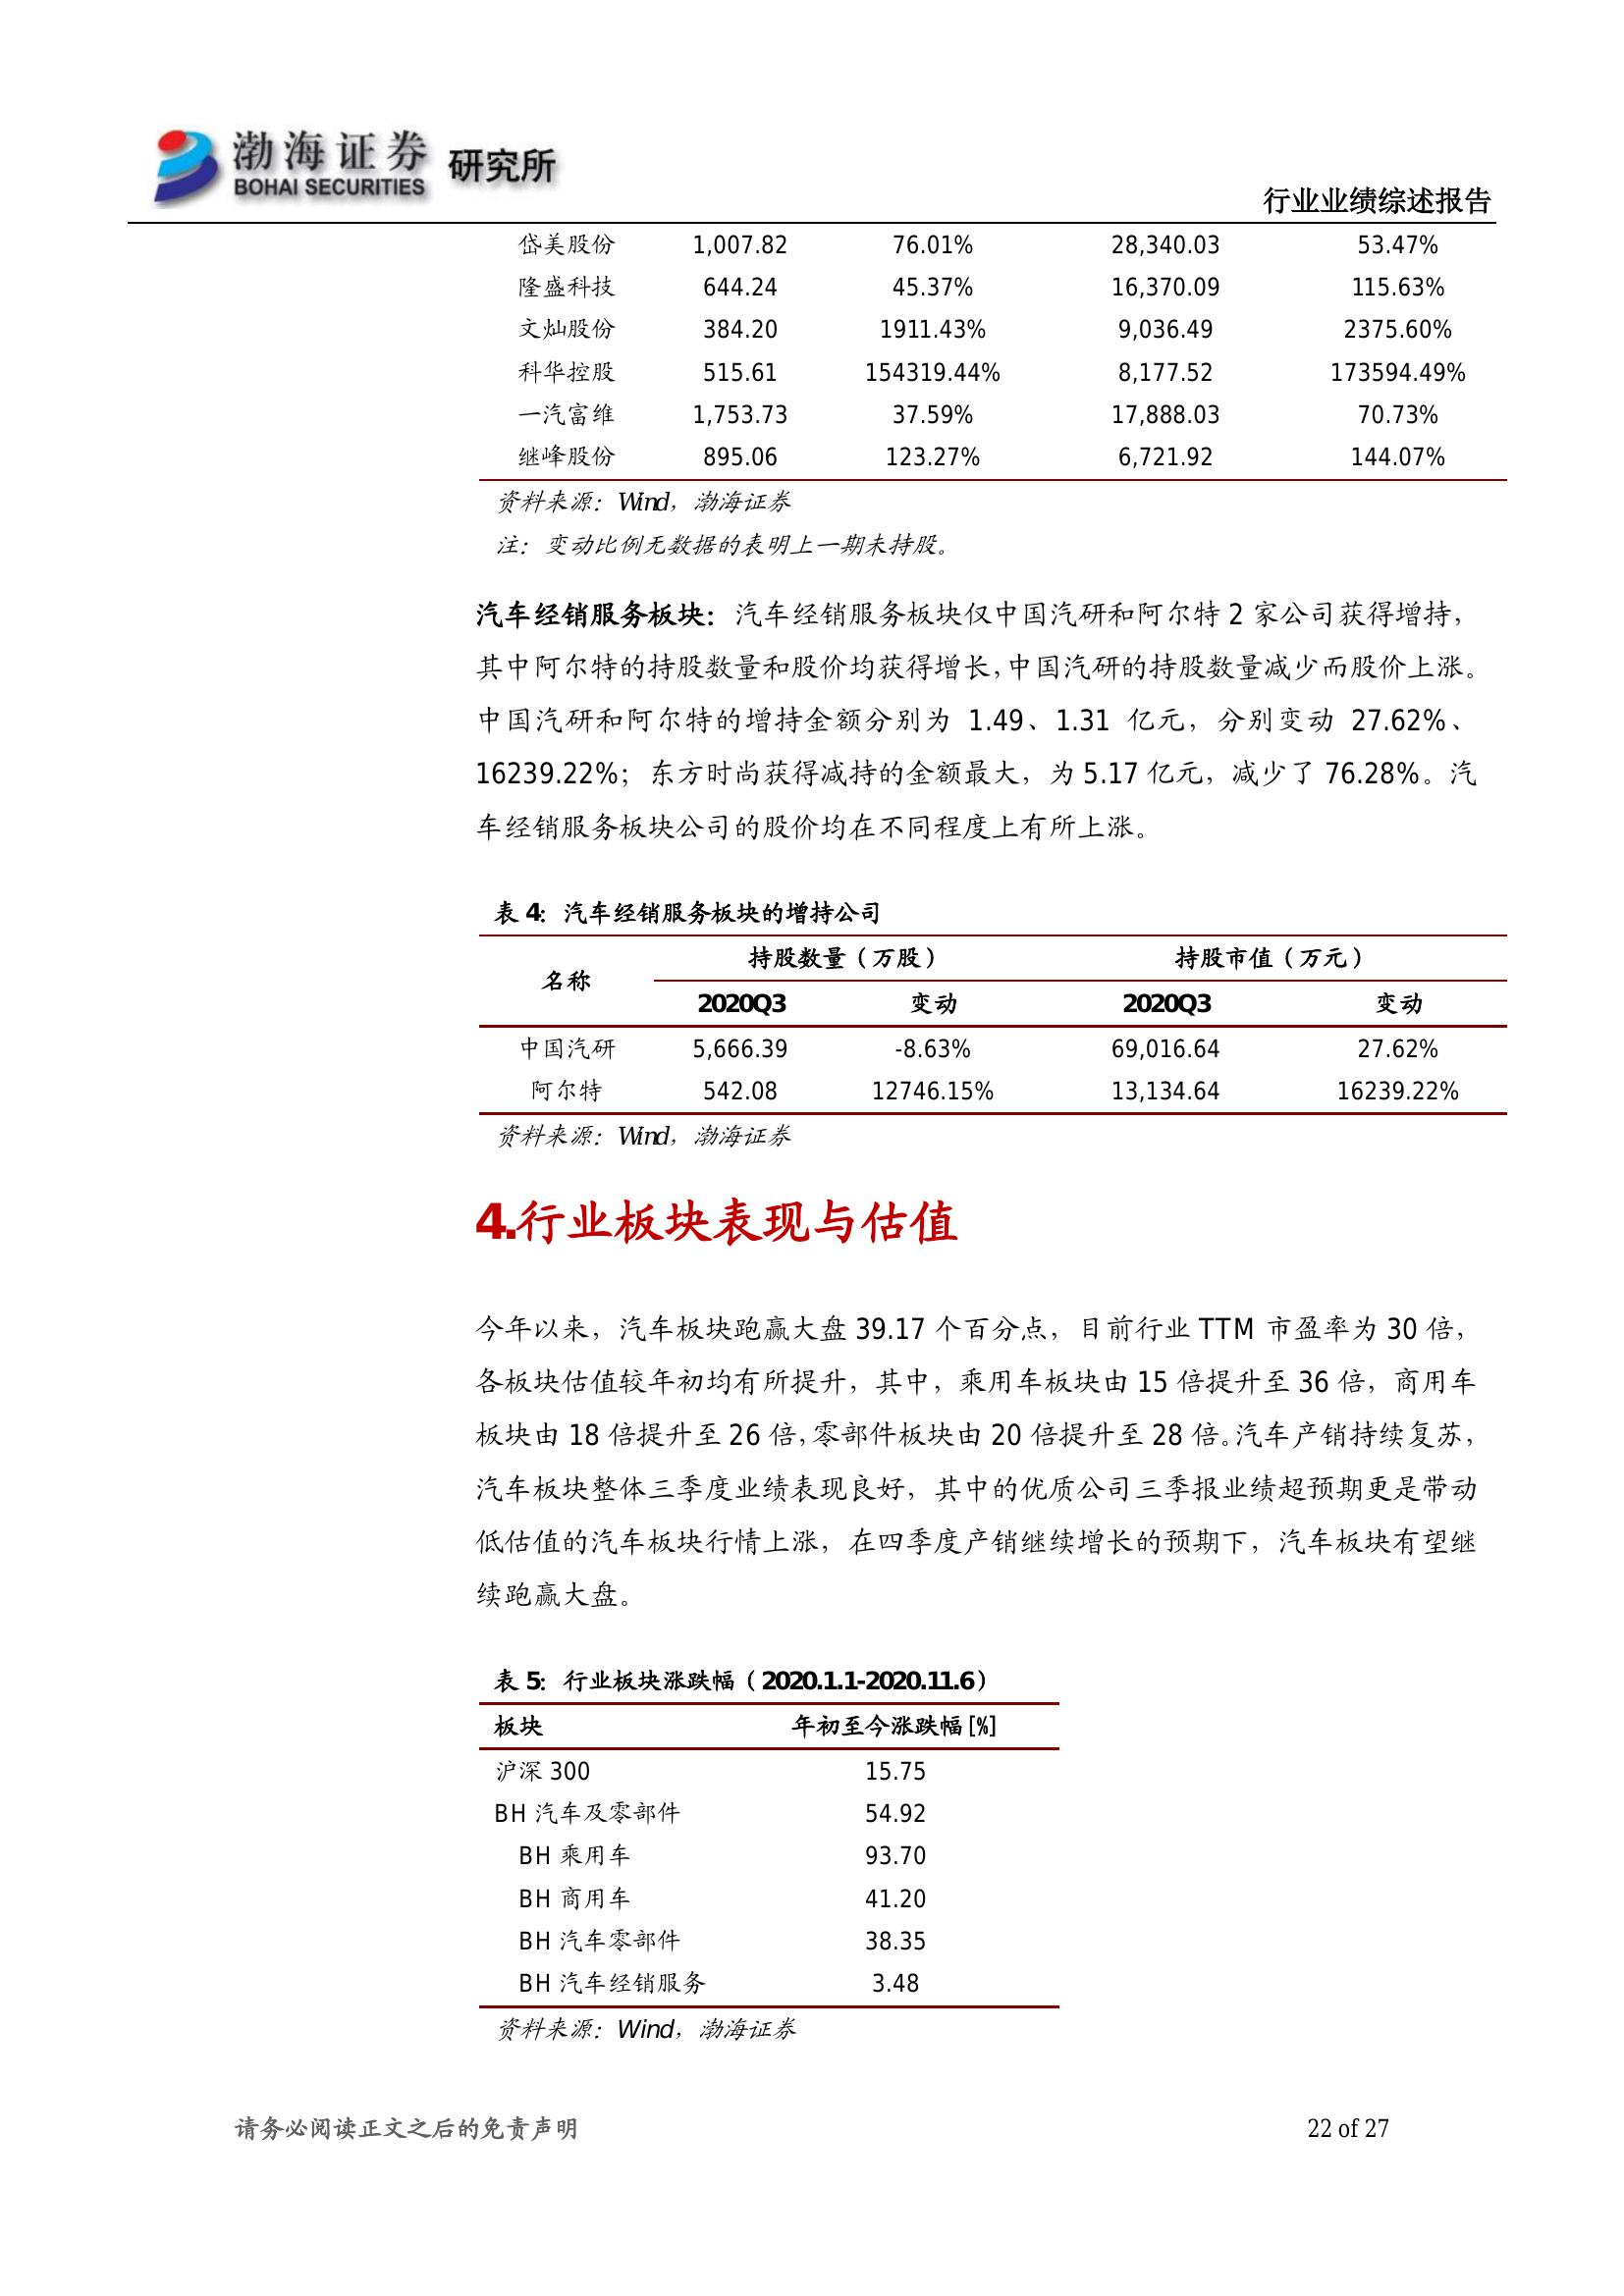 渤海证券 研究所
BOHAI SECURITIES
行业业绩综述报告
岱美股份 1,007.82 76.01% 28,340.03 53.47%
隆盛科技 644.24 45.37% 16,370.09 115.63%
文灿股份 384.20 1911.43% 9,036.49 2375.60%
科华控股 515.61 154319.44% 8,177.52 173594.49%
一汽富维 1,753.73 37.59% 17,888.03 70.73%
继峰股份 895.06 123.27% 6,721.92 144.07%
资料来源：Wind，渤海证券
注：变动比例无数据的表明上一期未持股。
汽车经销服务板块：汽车经销服务板块仅中国汽研和阿尔特 2 家公司获得增持，
其中阿尔特的持股数量和股价均获得增长，中国汽研的持股数量减少而股价上涨。
中国汽研和阿尔特的增持金额分别为 1.49、1.31 亿元，分别变动 27.62%、
16239.22%；东方时尚获得减持的金额最大，为 5.17 亿元，减少了 76.28%。汽
车经销服务板块公司的股价均在不同程度上有所上涨。
表 4：汽车经销服务板块的增持公司
名称 持股数量（万股） 持股市值（万元）
2020Q3 变动 2020Q3 变动
中国汽研 5,666.39 -8.63% 69,016.64 27.62%
阿尔特 542.08 12746.15% 13,134.64 16239.22%
资料来源：Wind，渤海证券
4.行业板块表现与估值
今年以来，汽车板块跑赢大盘 39.17 个百分点，目前行业 TTM 市盈率为 30 倍，
各板块估值较年初均有所提升，其中，乘用车板块由 15 倍提升至 36 倍，商用车
板块由 18 倍提升至 26 倍，零部件板块由 20 倍提升至 28 倍。汽车产销持续复苏，
汽车板块整体三季度业绩表现良好，其中的优质公司三季报业绩超预期更是带动
低估值的汽车板块行情上涨，在四季度产销继续增长的预期下，汽车板块有望继
续跑赢大盘。
表 5：行业板块涨跌幅（2020.1.1-2020.11.6）
板块 年初至今涨跌幅[%]
沪深 300 15.75
BH 汽车及零部件 54.92
BH 乘用车 93.70
BH 商用车 41.20
BH 汽车零部件 38.35
BH 汽车经销服务 3.48
资料来源：Wind，渤海证券
请务必阅读正文之后的免责声明 22 of 27